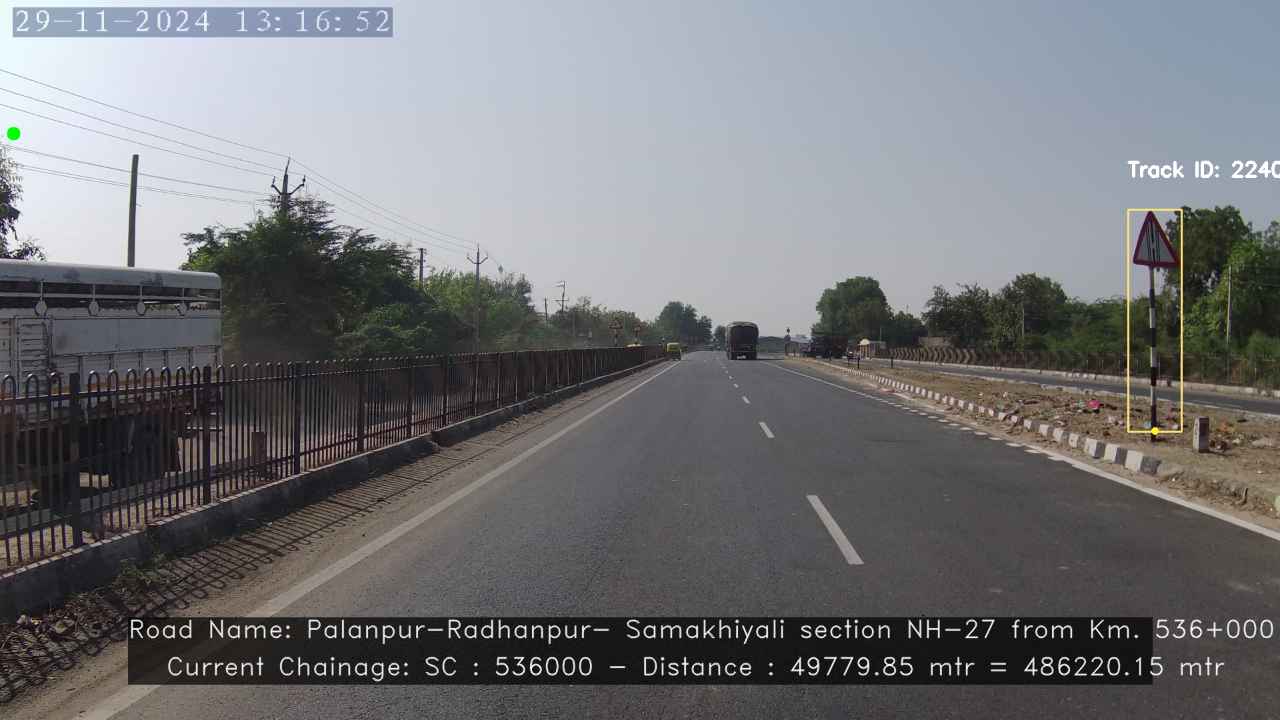 29-11-2024 13:16:52
Track ID: 2240
Road Name: Palanpur-Radhanpur- Samakhiyali section NH-27 from Km. 536+000
Current Chainage: SC : 536000 - Distance : 49779.85 mtr = 486220.15 mtr